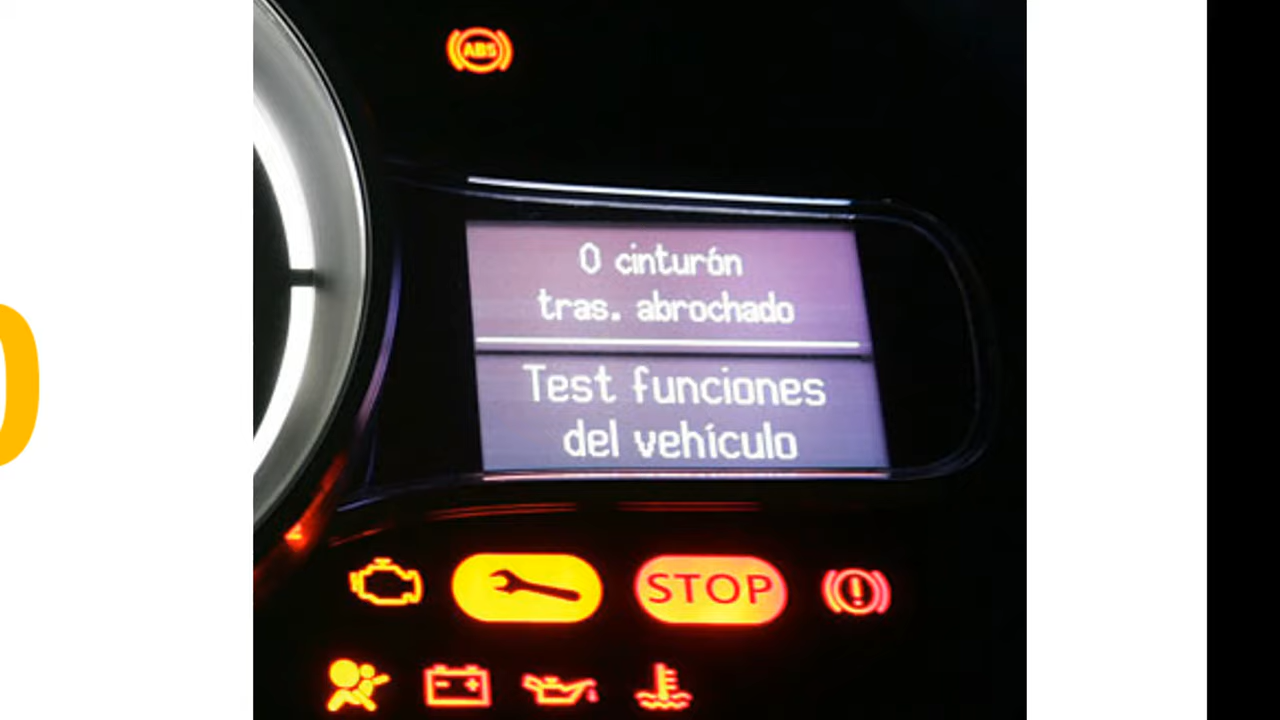 ABS
0 cinturón
tras. abrochado
Test funciones
del vehículo
STOP